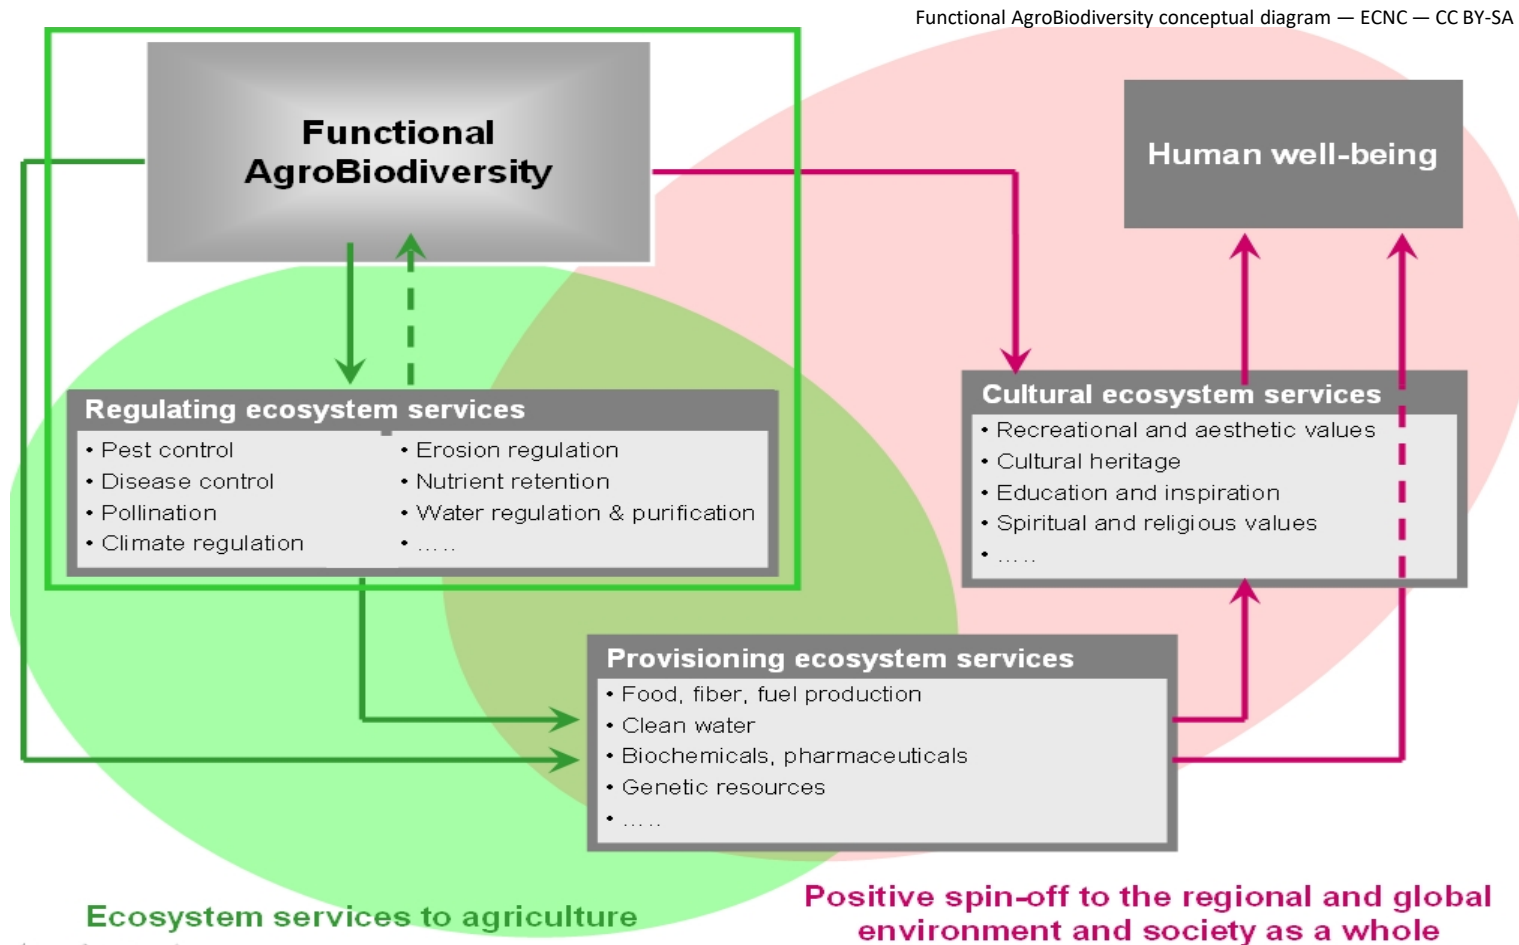 Functional AgroBiodiversity conceptual diagram — ECNC — CC BY-SA
Functional
AgroBiodiversity
Human well-being
Regulating ecosystem services
• Pest control
• Disease control
• Pollination
• Climate regulation
• Erosion regulation
• Nutrient retention
• Water regulation & purification
• .....
Cultural ecosystem services
• Recreational and aesthetic values
• Cultural heritage
• Education and inspiration
• Spiritual and religious values
• .....
Provisioning ecosystem services
• Food, fiber, fuel production
• Clean water
• Biochemicals, pharmaceuticals
• Genetic resources
• .....
Ecosystem services to agriculture
Positive spin-off to the regional and global
environment and society as a whole